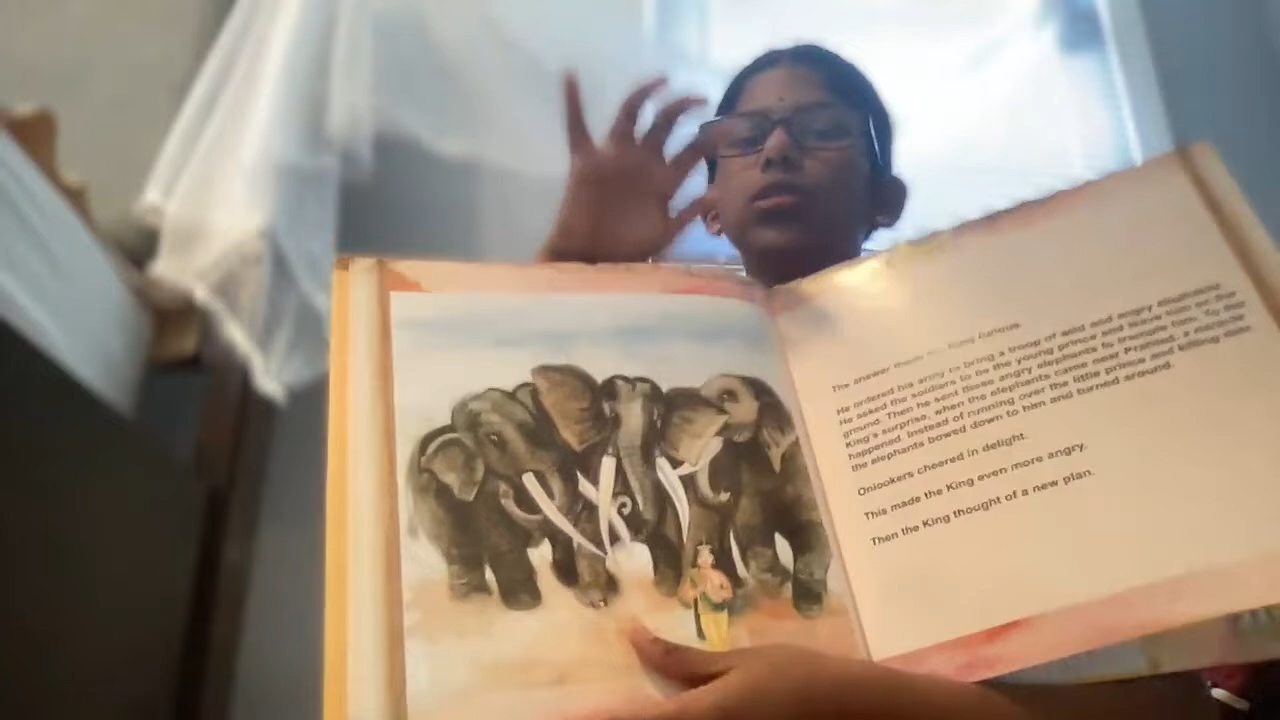 The answer made the King furious.
He ordered his army to bring a troop of wild and angry elephants.
He asked the soldiers to tie the young prince and leave him on the
ground. Then he sent those angry elephants to trample him. To the
King's surprise, when the elephants came near Prahlad, a miracle
happened. Instead of running over the little prince and killing him,
the elephants bowed down to him and turned around.
Onlookers cheered in delight.
This made the King even more angry.
Then the King thought of a new plan.